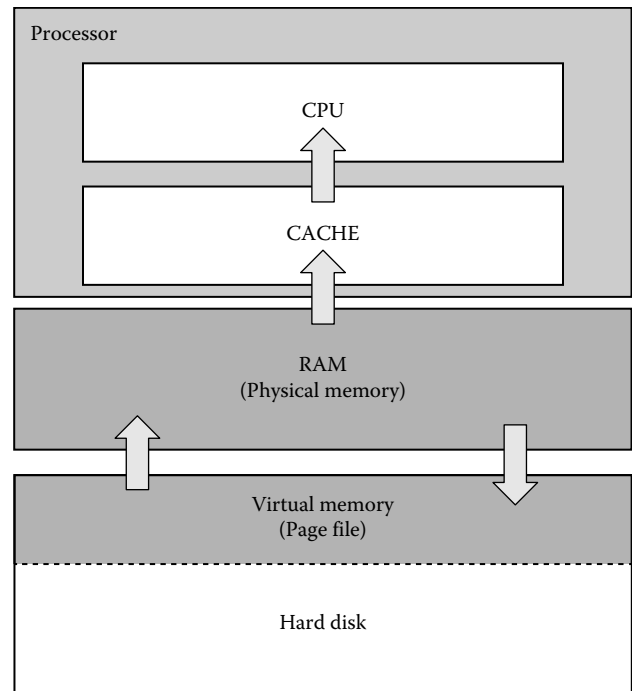 Processor
CPU
CACHE
RAM
(Physical memory)
Virtual memory
(Page file)
Hard disk